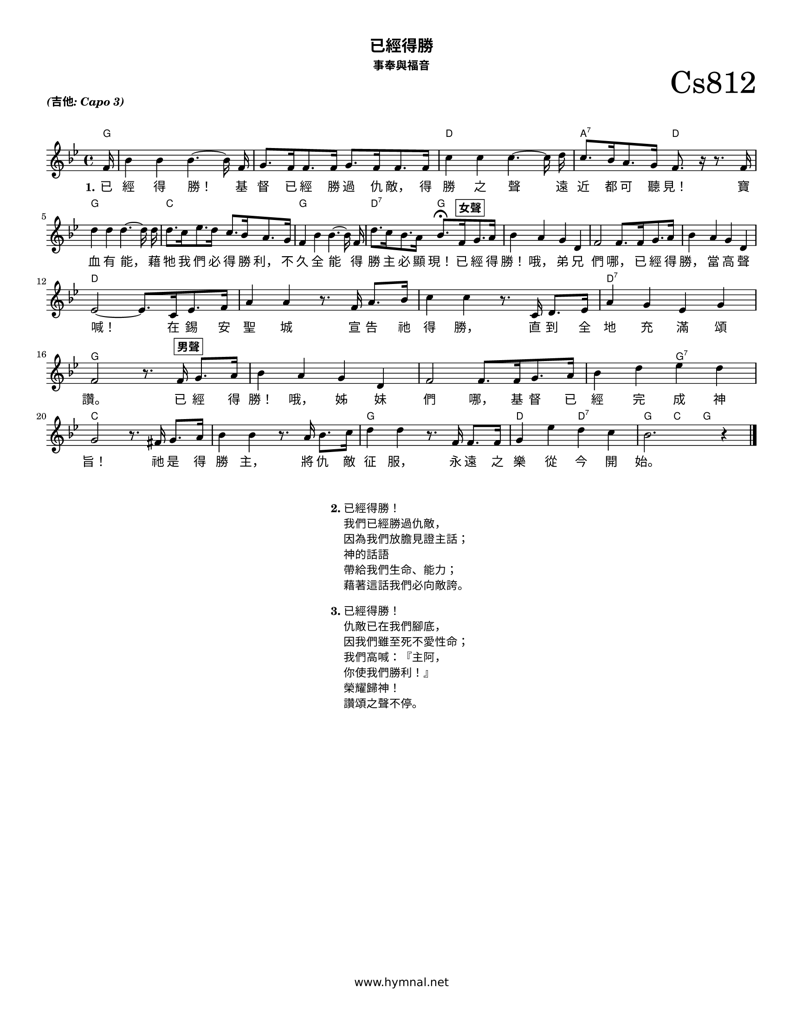 已經得勝
事奉與福音
Cs812
(吉他: Capo 3)
G D A7 D
1. 已 經 得 勝！ 基 督 已經 勝過 仇敵， 得 勝 之 聲 遠 近 都可 聽見！ 寶
5 G C G D7 G 女聲
血有 能，藉牠我們必得勝利，不久全能 得勝主必顯現！已經得勝！哦，弟兄 們哪，已經得勝，當高聲
12 D D7
喊！ 在 錫 安 聖 城 宣告 祂 得 勝， 直到 全 地 充 滿 頌
16 G 男聲 G7
讚。 已 經 得 勝！ 哦， 姊 妹 們 哪， 基督 已 經 完 成 神
20 C G D D7 G C G
旨！ 祂是 得 勝 主， 將仇 敵 征 服， 永遠 之 樂 從 今 開 始。
2. 已經得勝！
我們已經勝過仇敵，
因為我們放膽見證主話；
神的話語
帶給我們生命、能力；
藉著這話我們必向敵誇。
3. 已經得勝！
仇敵已在我們腳底，
因我們雖至死不愛性命；
我們高喊：『主阿，
你使我們勝利！』
榮耀歸神！
讚頌之聲不停。
www.hymnal.net